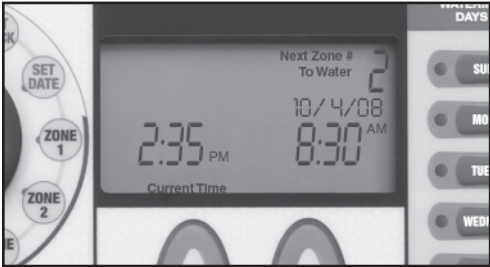 WATERING
DAYS
Next Zone # 2
To Water
10/4/08
2:35 PM 8:30 AM
Current Time
SET
DATE
ZONE
1
ZONE
2
SU
MO
TUE
WED